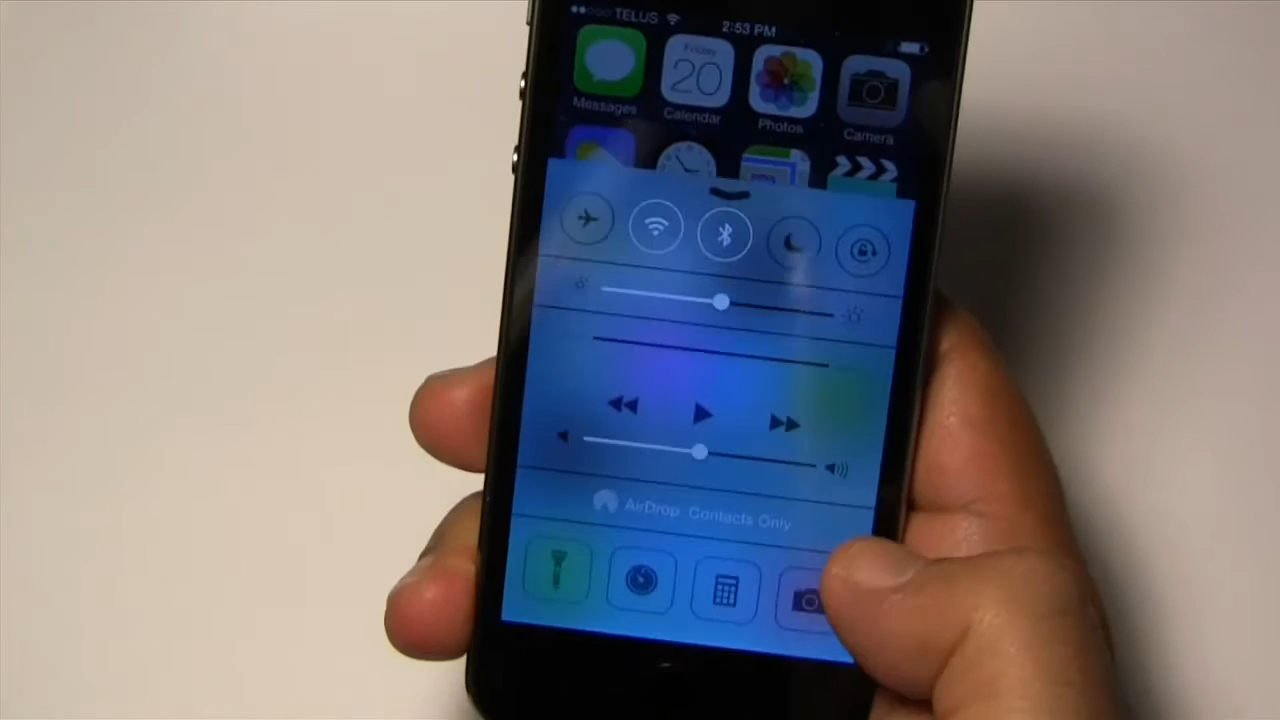 TELUS 2:53 PM
Friday
20
Messages Calendar Photos Camera
AirDrop: Contacts Only